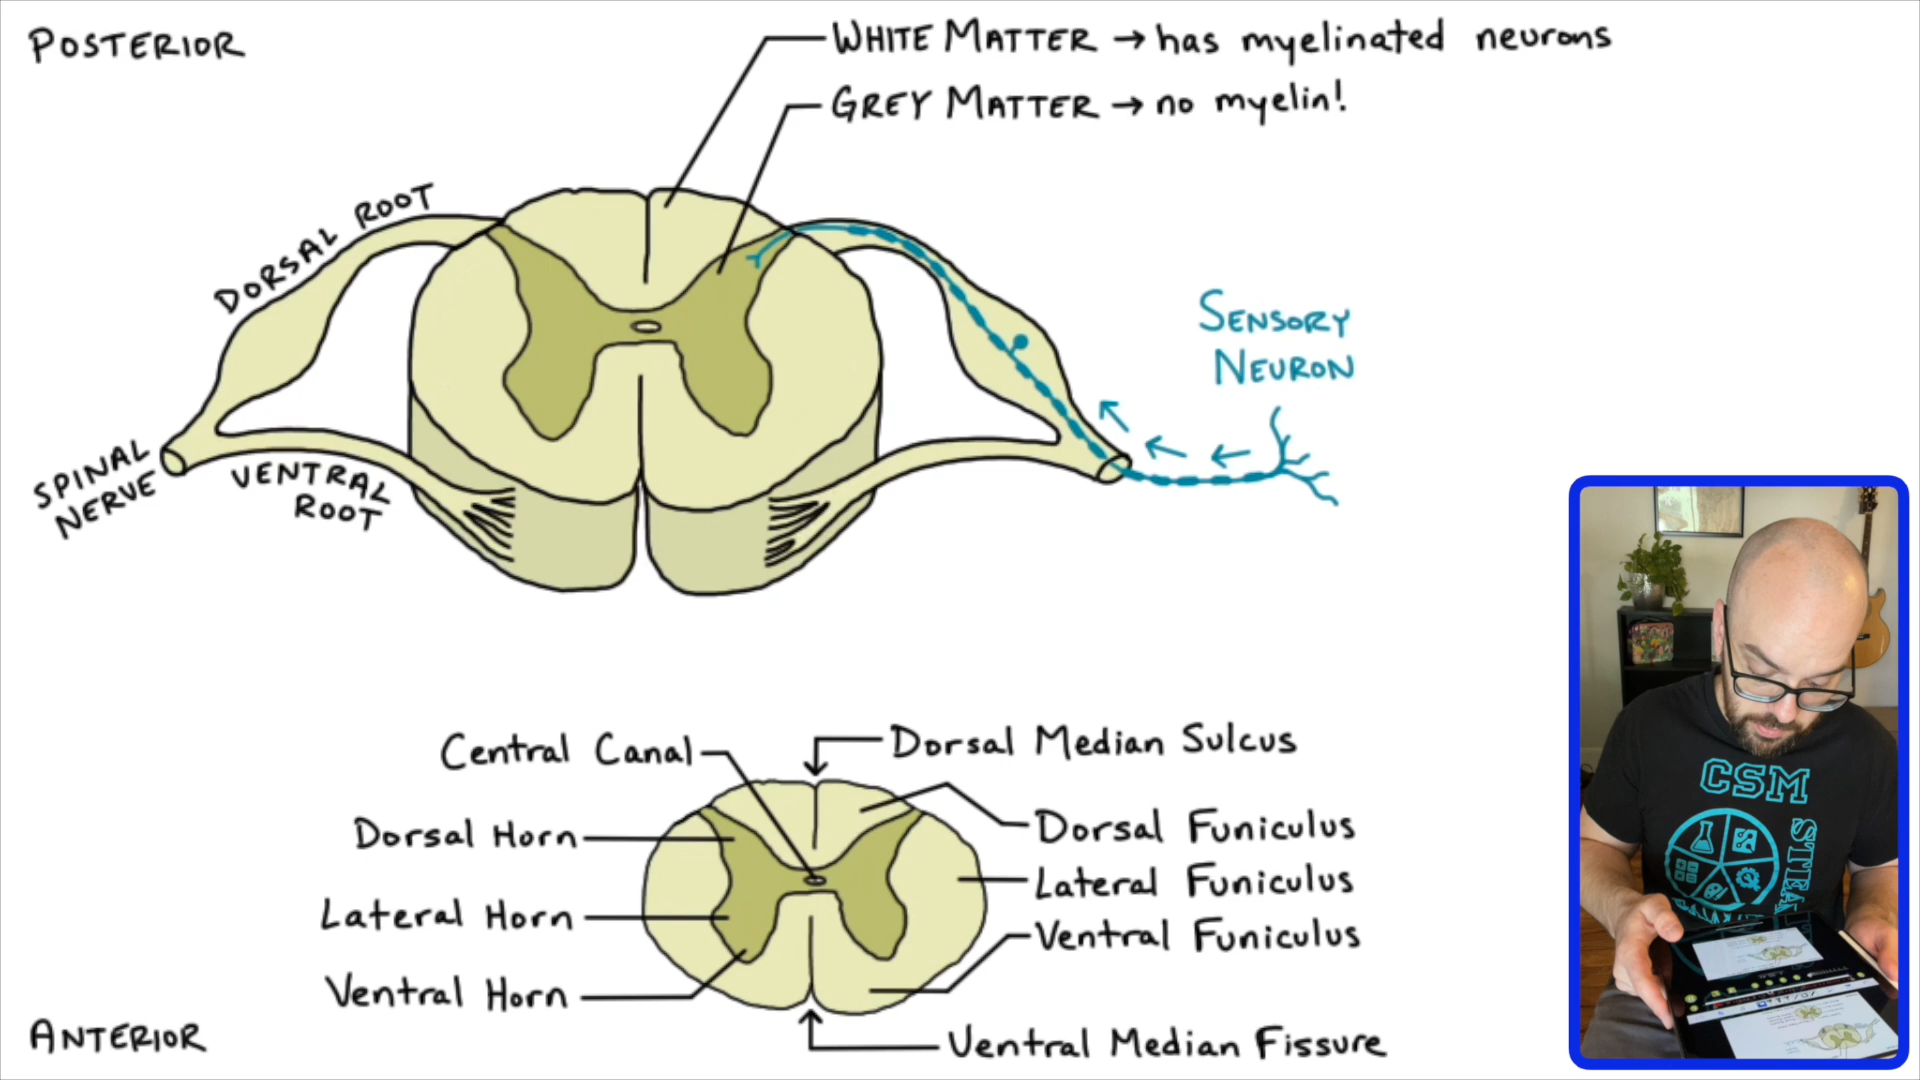 POSTERIOR
WHITE MATTER → has myelinated neurons
GREY MATTER → no myelin!
DORSAL ROOT
SENSORY
NEURON
SPINAL
NERVE
VENTRAL
ROOT
Central Canal
Dorsal Median Sulcus
Dorsal Horn
Dorsal Funiculus
Lateral Horn
Lateral Funiculus
Ventral Funiculus
Ventral Horn
ANTERIOR
Ventral Median Fissure
CSM